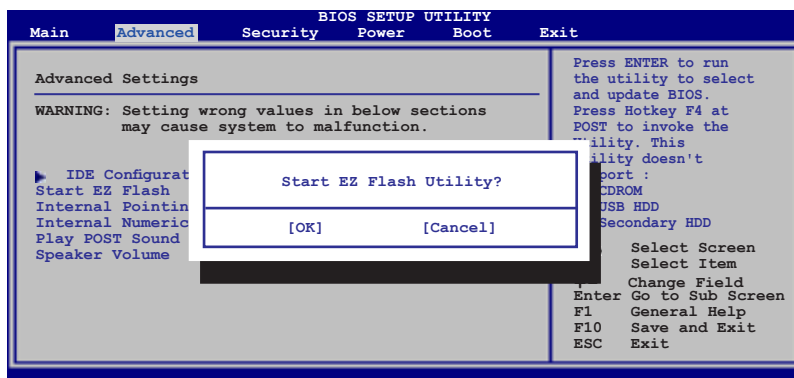 BIOS SETUP UTILITY
Main Advanced Security Power Boot Exit
Advanced Settings
WARNING: Setting wrong values in below sections
may cause system to malfunction.
IDE Configurat
Start EZ Flash
Internal Pointin
Internal Numeric
Play POST Sound
Speaker Volume
Start EZ Flash Utility?
[OK] [Cancel]
Press ENTER to run
the utility to select
and update BIOS.
Press Hotkey F4 at
POST to invoke the
Utility. This
utility doesn't
port :
CDROM
USB HDD
Secondary HDD
Select Screen
Select Item
Change Field
Enter Go to Sub Screen
F1 General Help
F10 Save and Exit
ESC Exit